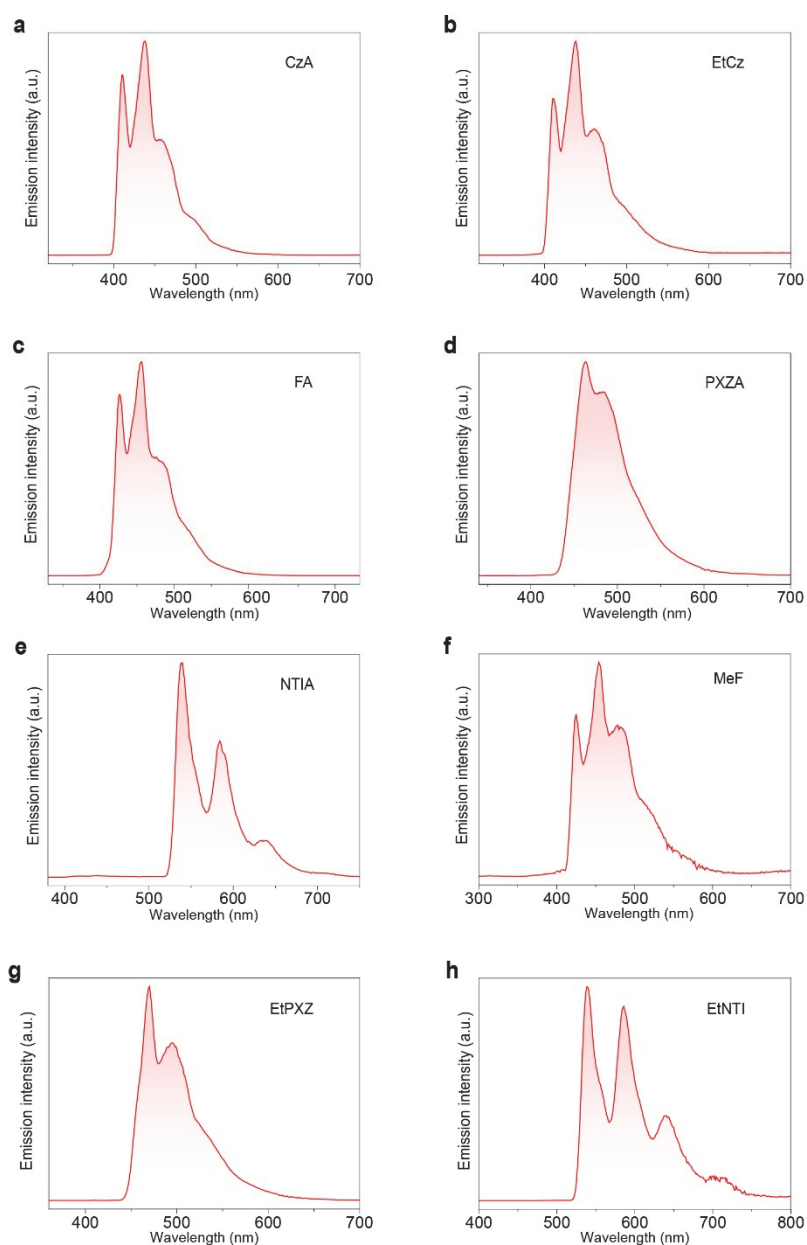 a
CzA
Emission intensity (a.u.)
400 500 600 700
Wavelength (nm)
b
EtCz
Emission intensity (a.u.)
400 500 600 700
Wavelength (nm)
c
FA
Emission intensity (a.u.)
400 500 600 700
Wavelength (nm)
d
PXZA
Emission intensity (a.u.)
400 500 600 700
Wavelength (nm)
e
NTIA
Emission intensity (a.u.)
400 500 600 700
Wavelength (nm)
f
MeF
Emission intensity (a.u.)
300 400 500 600 700
Wavelength (nm)
g
EtPXZ
Emission intensity (a.u.)
400 500 600 700
Wavelength (nm)
h
EtNTI
Emission intensity (a.u.)
400 500 600 700 800
Wavelength (nm)